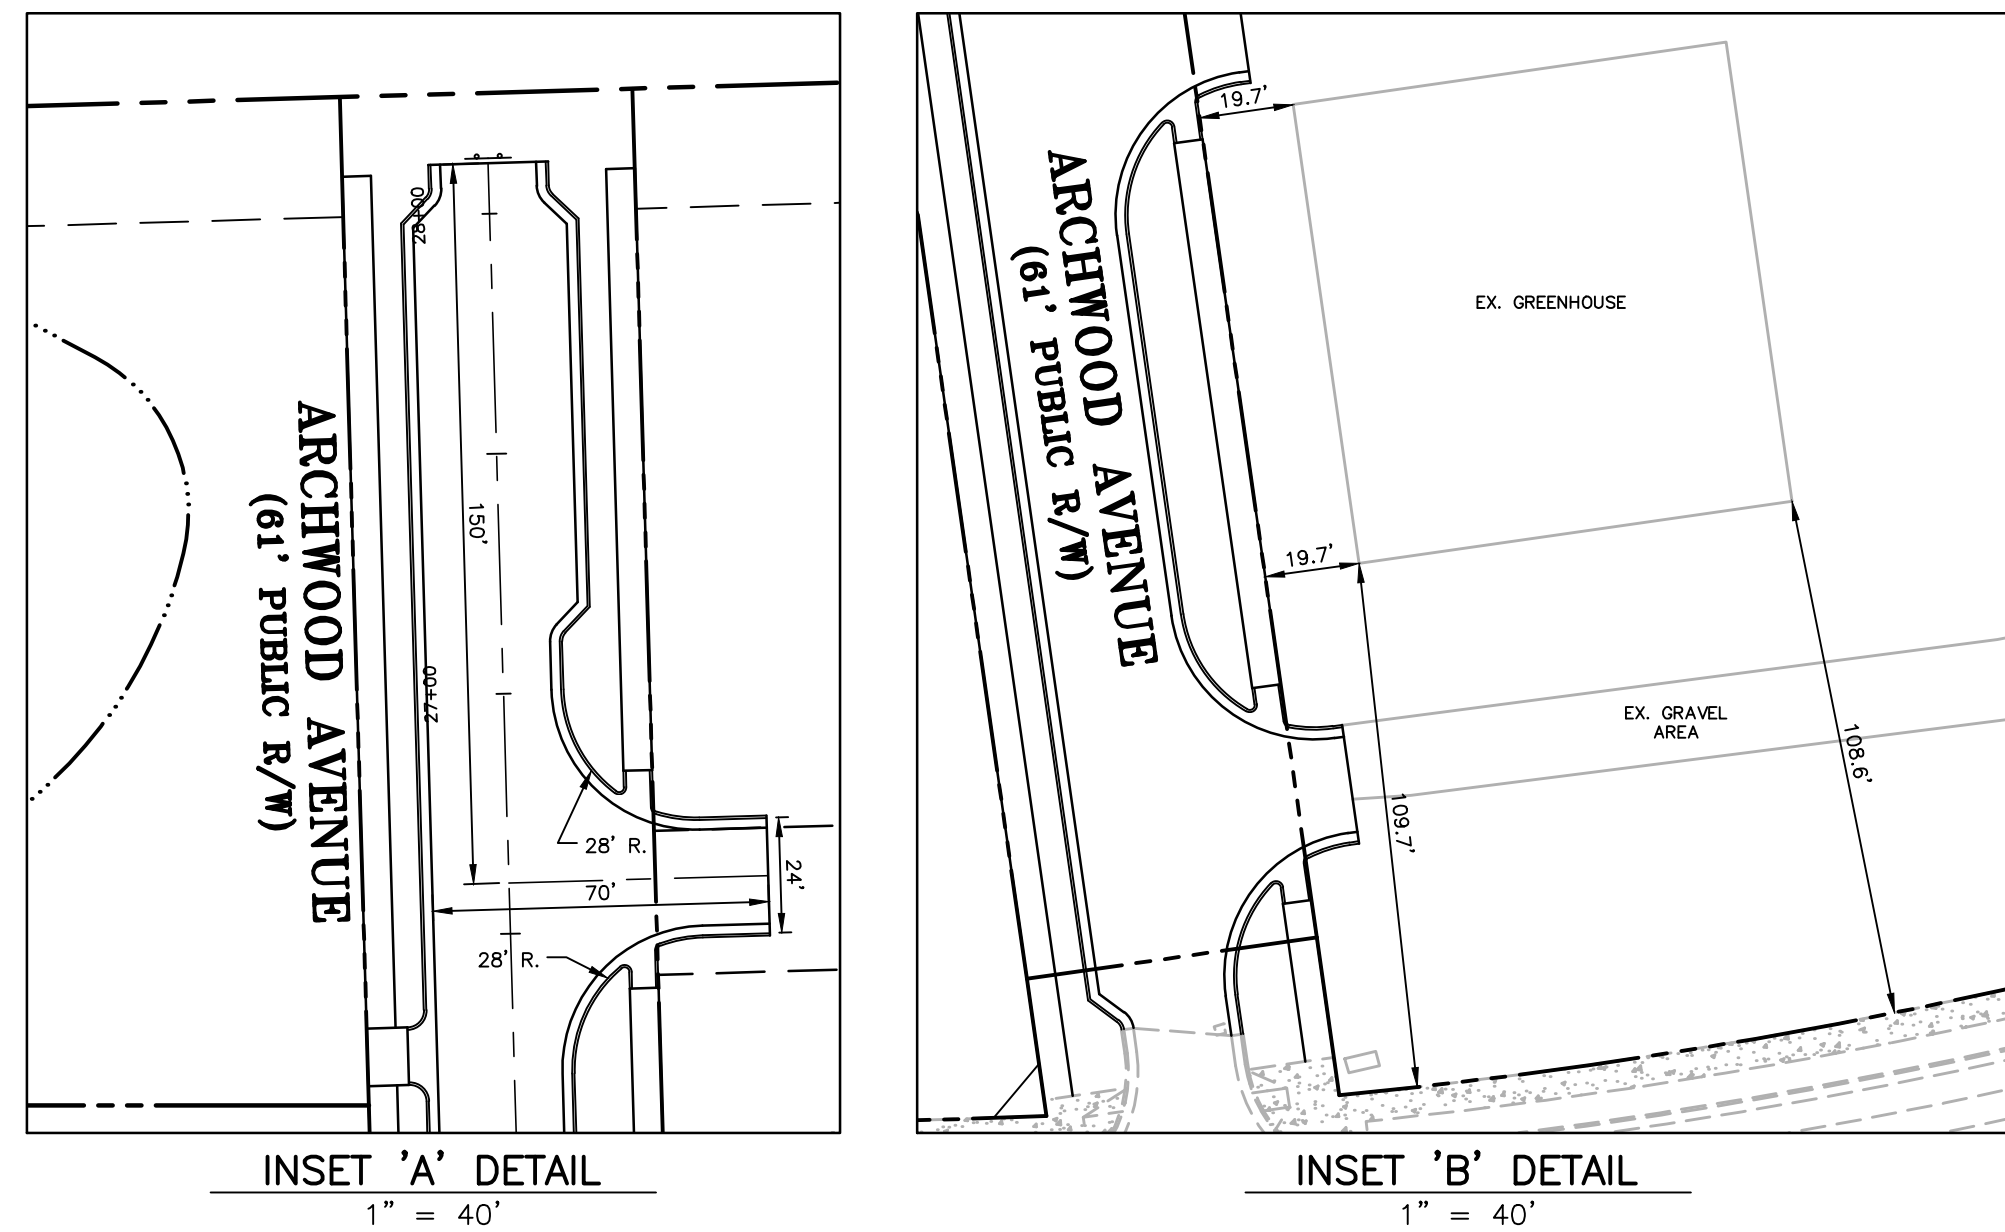 28+00
ARCHWOOD AVENUE
(61' PUBLIC R/W)
150'
27+00
28' R.
70'
24'
28' R.
INSET 'A' DETAIL
1" = 40'
19.7'
ARCHWOOD AVENUE
(61' PUBLIC R/W)
EX. GREENHOUSE
19.7'
EX. GRAVEL
AREA
108.6'
109.7'
INSET 'B' DETAIL
1" = 40'